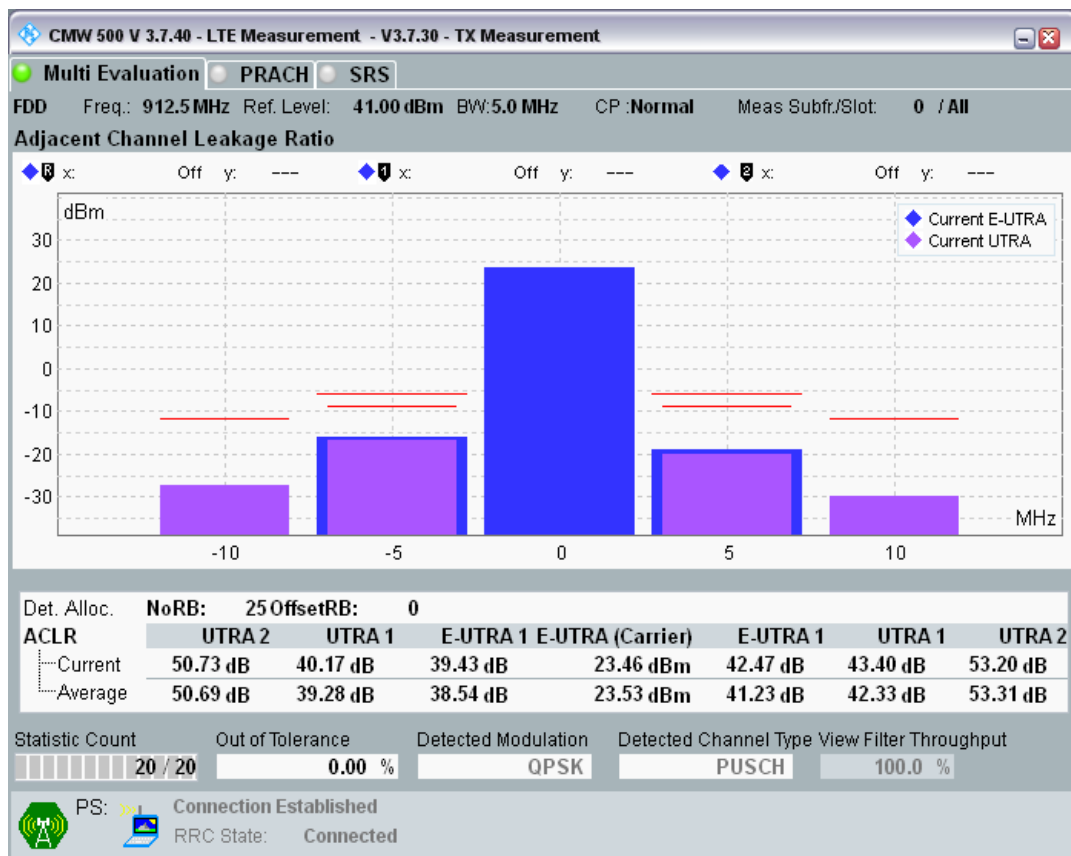 CMW 500 V 3.7.40 - LTE Measurement - V3.7.30 - TX Measurement
Multi Evaluation PRACH SRS
FDD Freq.: 912.5 MHz Ref. Level: 41.00 dBm BW:5.0 MHz CP :Normal Meas Subfr./Slot: 0 / All
Adjacent Channel Leakage Ratio
R x: Off y: --- 1 x: Off y: --- 2 x: Off y: ---
dBm
Current E-UTRA
Current UTRA
30
20
10
0
-10
-20
-30
MHz
-10 -5 0 5 10
Det. Alloc. NoRB: 25 OffsetRB: 0
ACLR UTRA 2 UTRA 1 E-UTRA 1 E-UTRA (Carrier) E-UTRA 1 UTRA 1 UTRA 2
Current 50.73 dB 40.17 dB 39.43 dB 23.46 dBm 42.47 dB 43.40 dB 53.20 dB
Average 50.69 dB 39.28 dB 38.54 dB 23.53 dBm 41.23 dB 42.33 dB 53.31 dB
Statistic Count Out of Tolerance Detected Modulation Detected Channel Type View Filter Throughput
20 / 20 0.00 % QPSK PUSCH 100.0 %
PS: Connection Established
RRC State: Connected